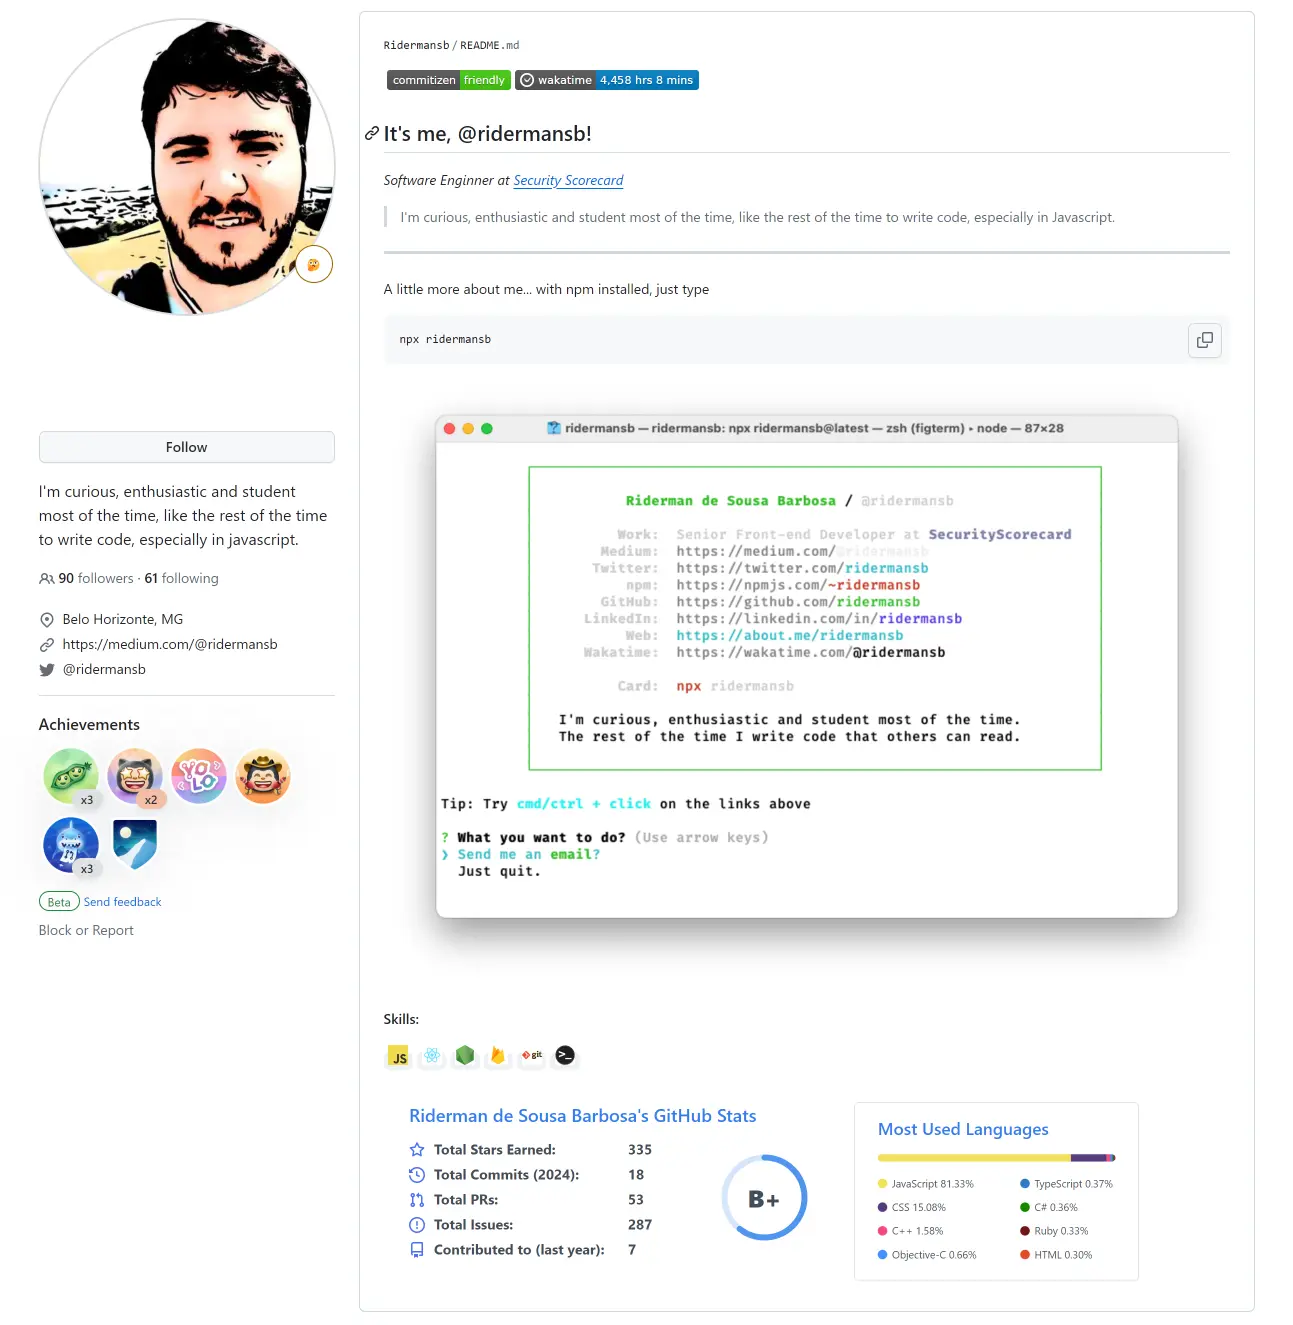 Follow
I'm curious, enthusiastic and student
most of the time, like the rest of the time
to write code, especially in javascript.
90 followers · 61 following
Belo Horizonte, MG
https://medium.com/@ridermansb
@ridermansb
Achievements
YOLO
x3
x2
x3
Beta Send feedback
Block or Report
Ridermansb / README.md
commitizen friendly wakatime 4,458 hrs 8 mins
It's me, @ridermansb!
Software Enginner at Security Scorecard
I'm curious, enthusiastic and student most of the time, like the rest of the time to write code, especially in Javascript.
A little more about me... with npm installed, just type
npx ridermansb
ridermansb — ridermansb: npx ridermansb@latest — zsh (figterm) ▸ node — 87×28
Riderman de Sousa Barbosa / @ridermansb
Work: Senior Front-end Developer at SecurityScorecard
Medium: https://medium.com/@ridermansb
Twitter: https://twitter.com/ridermansb
npm: https://npmjs.com/~ridermansb
GitHub: https://github.com/ridermansb
LinkedIn: https://linkedin.com/in/ridermansb
Web: https://about.me/ridermansb
Wakatime: https://wakatime.com/@ridermansb
Card: npx ridermansb
I'm curious, enthusiastic and student most of the time.
The rest of the time I write code that others can read.
Tip: Try cmd/ctrl + click on the links above
? What you want to do? (Use arrow keys)
❯ Send me an email?
Just quit.
Skills:
JS
git
Riderman de Sousa Barbosa's GitHub Stats
Total Stars Earned: 335
Total Commits (2024): 18
Total PRs: 53
Total Issues: 287
Contributed to (last year): 7
B+
Most Used Languages
JavaScript 81.33%
CSS 15.08%
C++ 1.58%
Objective-C 0.66%
TypeScript 0.37%
C# 0.36%
Ruby 0.33%
HTML 0.30%